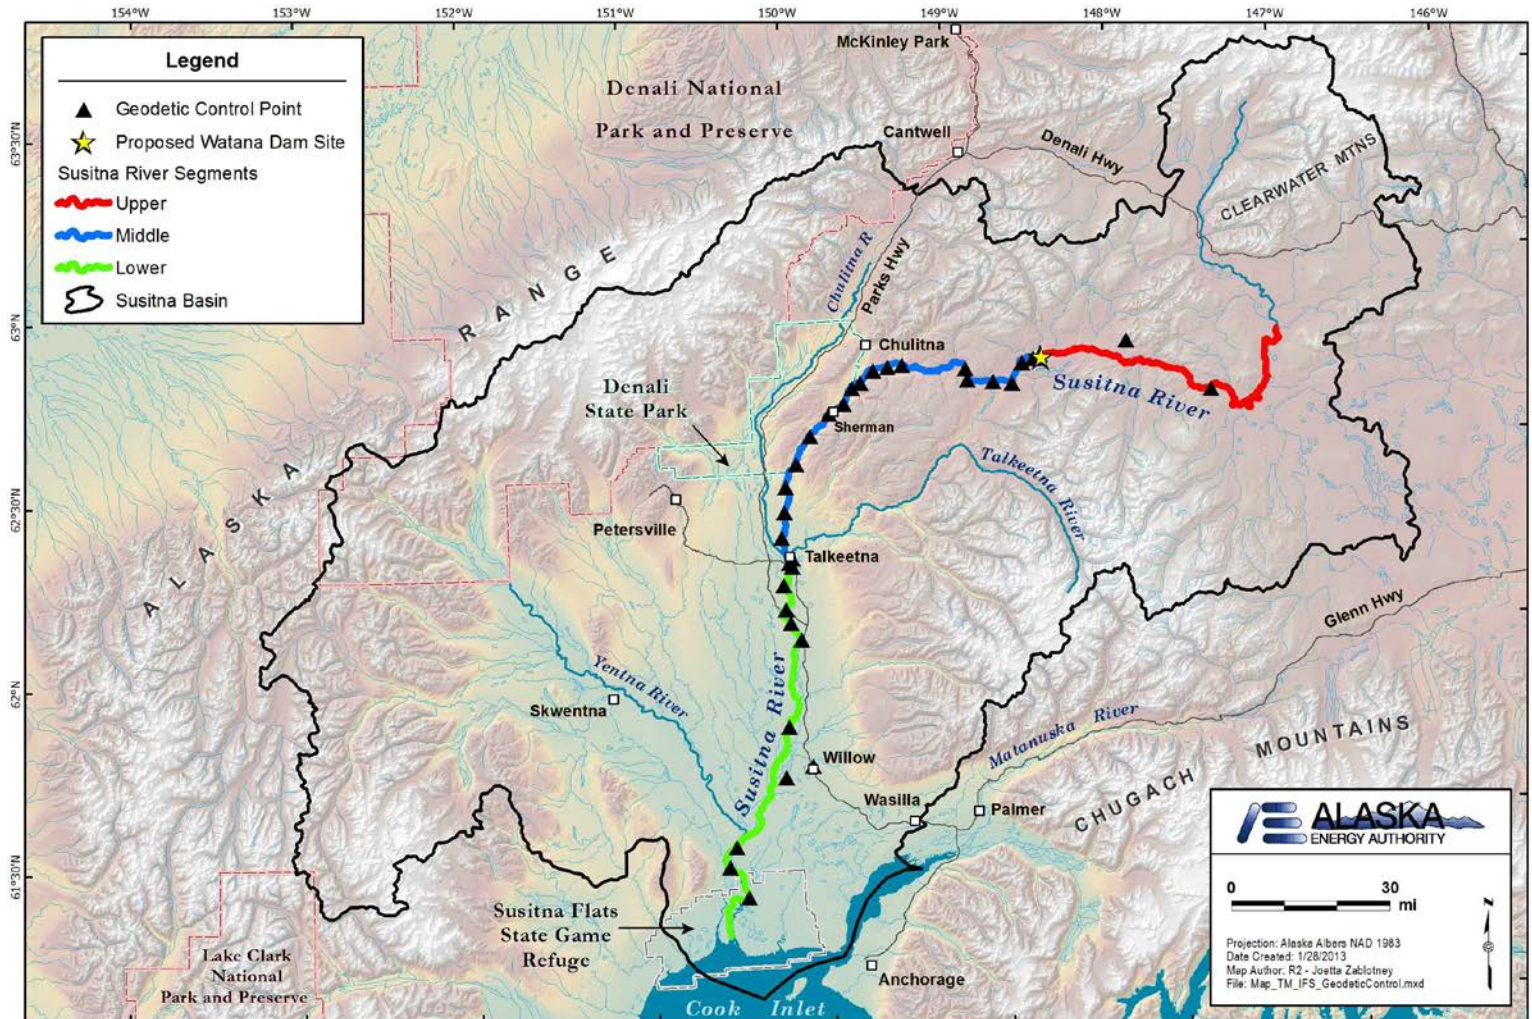 154°W
153°W
152°W
151°W
150°W
149°W
148°W
147°W
146°W
63°30'N
63°N
62°30'N
62°N
61°30'N
Legend
Geodetic Control Point
Proposed Watana Dam Site
Susitna River Segments
Upper
Middle
Lower
Susitna Basin
McKinley Park
Denali National
Park and Preserve
Cantwell
Denali Hwy
CLEARWATER MTNS
ALASKA RANGE
Chulitna R
Parks Hwy
Chulitna
Denali
State Park
Susitna River
Sherman
Talkeetna River
Petersville
Talkeetna
Glenn Hwy
Yentna River
Skwentna
Susitna River
Matanuska River
Willow
Wasilla
Palmer
CHUGACH MOUNTAINS
Susitna Flats
State Game
Refuge
Lake Clark
National
Park and Preserve
Anchorage
Cook Inlet
ALASKA
ENERGY AUTHORITY
0 30
mi
N
Projection: Alaska Albers NAD 1983
Date Created: 1/28/2013
Map Author: R2 - Joetta Zablotney
File: Map_TM_IFS_GeodeticControl.mxd